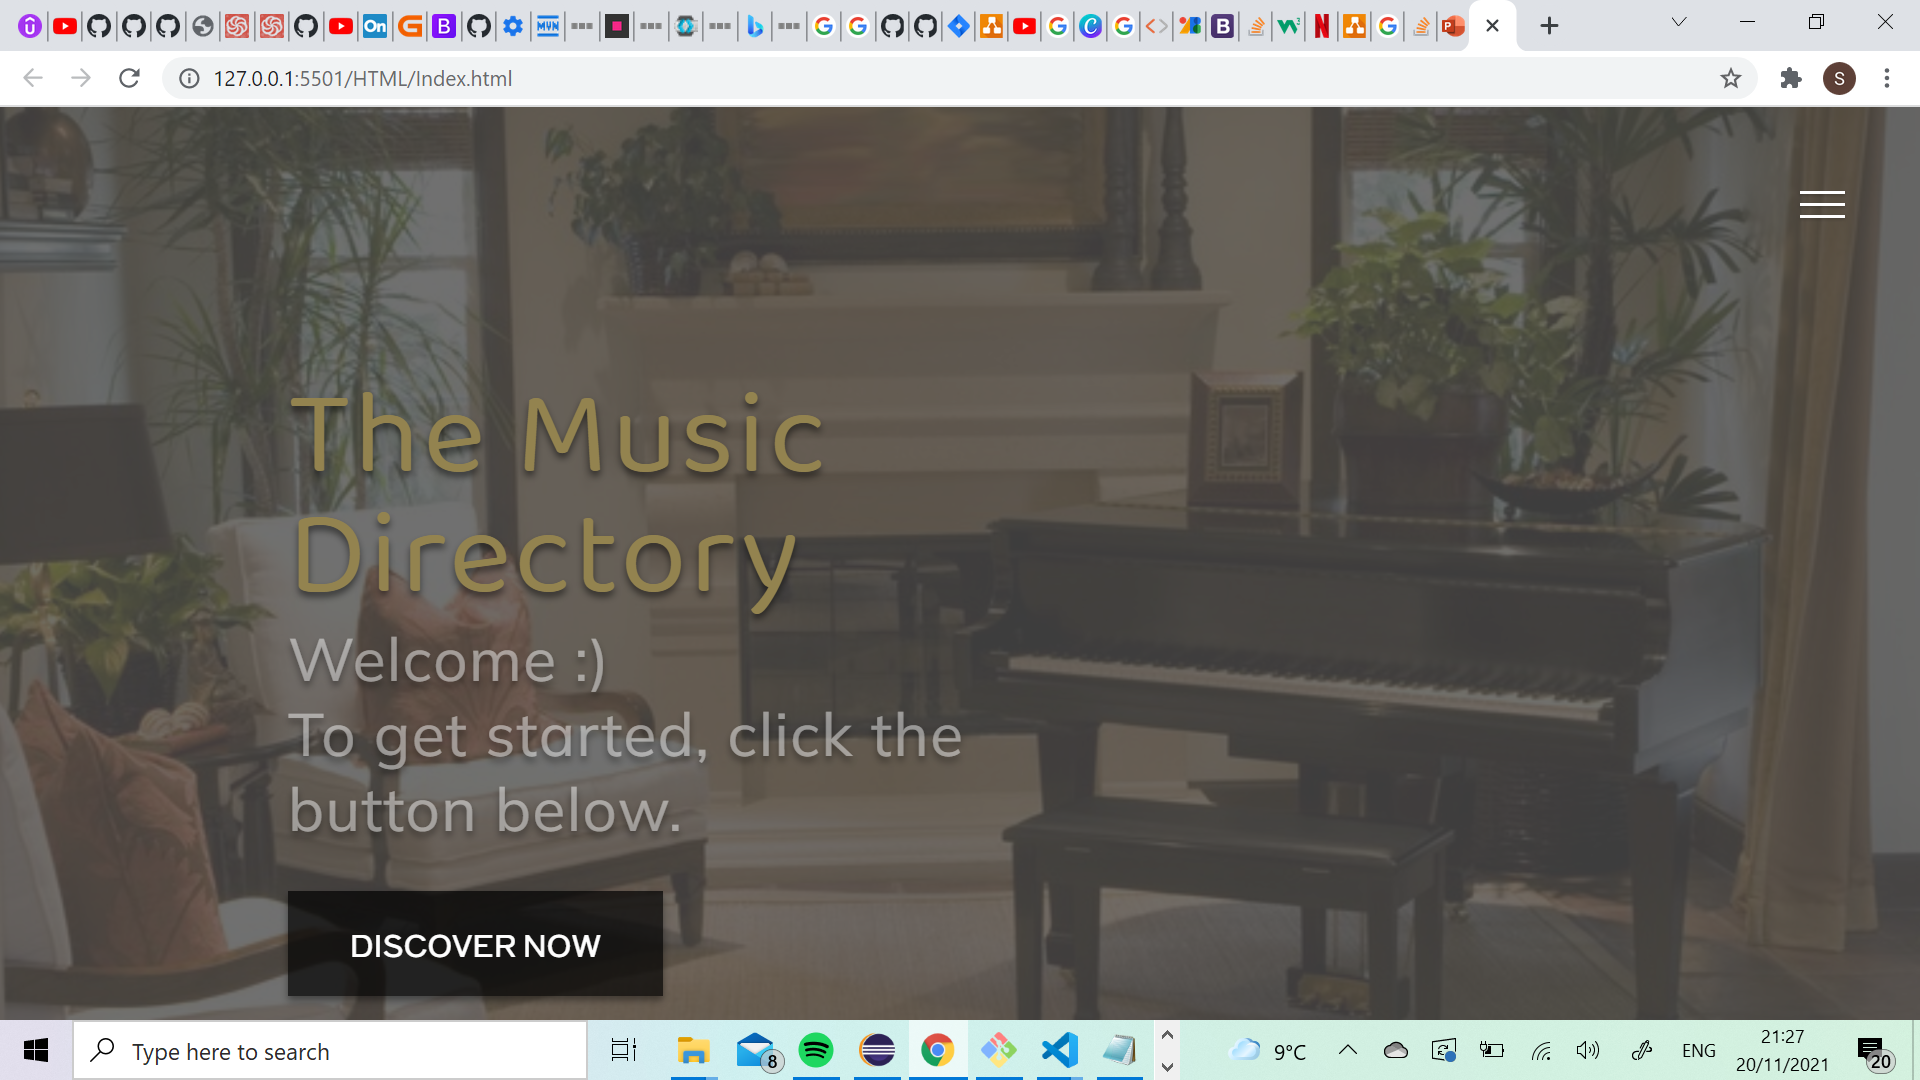 127.0.0.1:5501/HTML/Index.html
S
The Music
Directory
Welcome :)
To get started, click the
button below.
DISCOVER NOW
Type here to search
8
9°C
ENG
21:27
20/11/2021
20